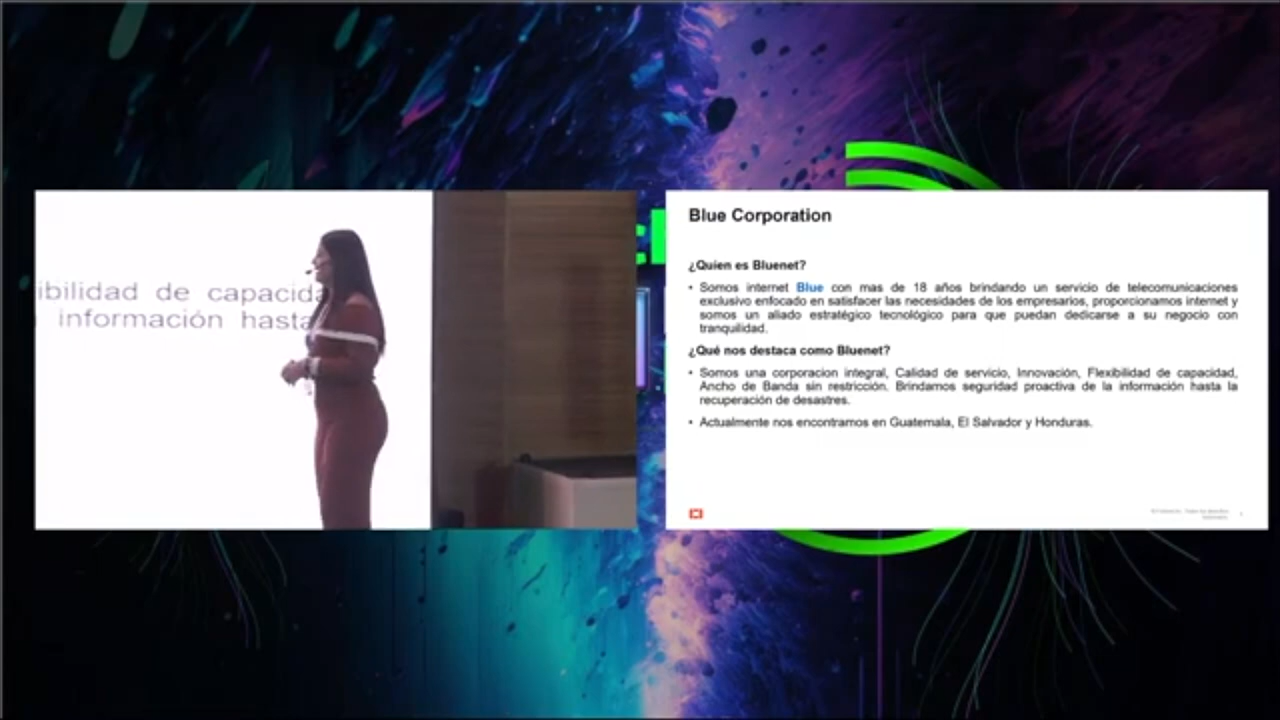 ibilidad de capacida
información hasta
Blue Corporation
¿Quien es Bluenet?
• Somos internet Blue con mas de 18 años brindando un servicio de telecomunicaciones
exclusivo enfocado en satisfacer las necesidades de los empresarios, proporcionamos internet y
somos un aliado estratégico tecnológico para que puedan dedicarse a su negocio con
tranquilidad.
¿Qué nos destaca como Bluenet?
• Somos una corporacion integral, Calidad de servicio, Innovación, Flexibilidad de capacidad,
Ancho de Banda sin restricción. Brindamos seguridad proactiva de la información hasta la
recuperación de desastres.
• Actualmente nos encontramos en Guatemala, El Salvador y Honduras.